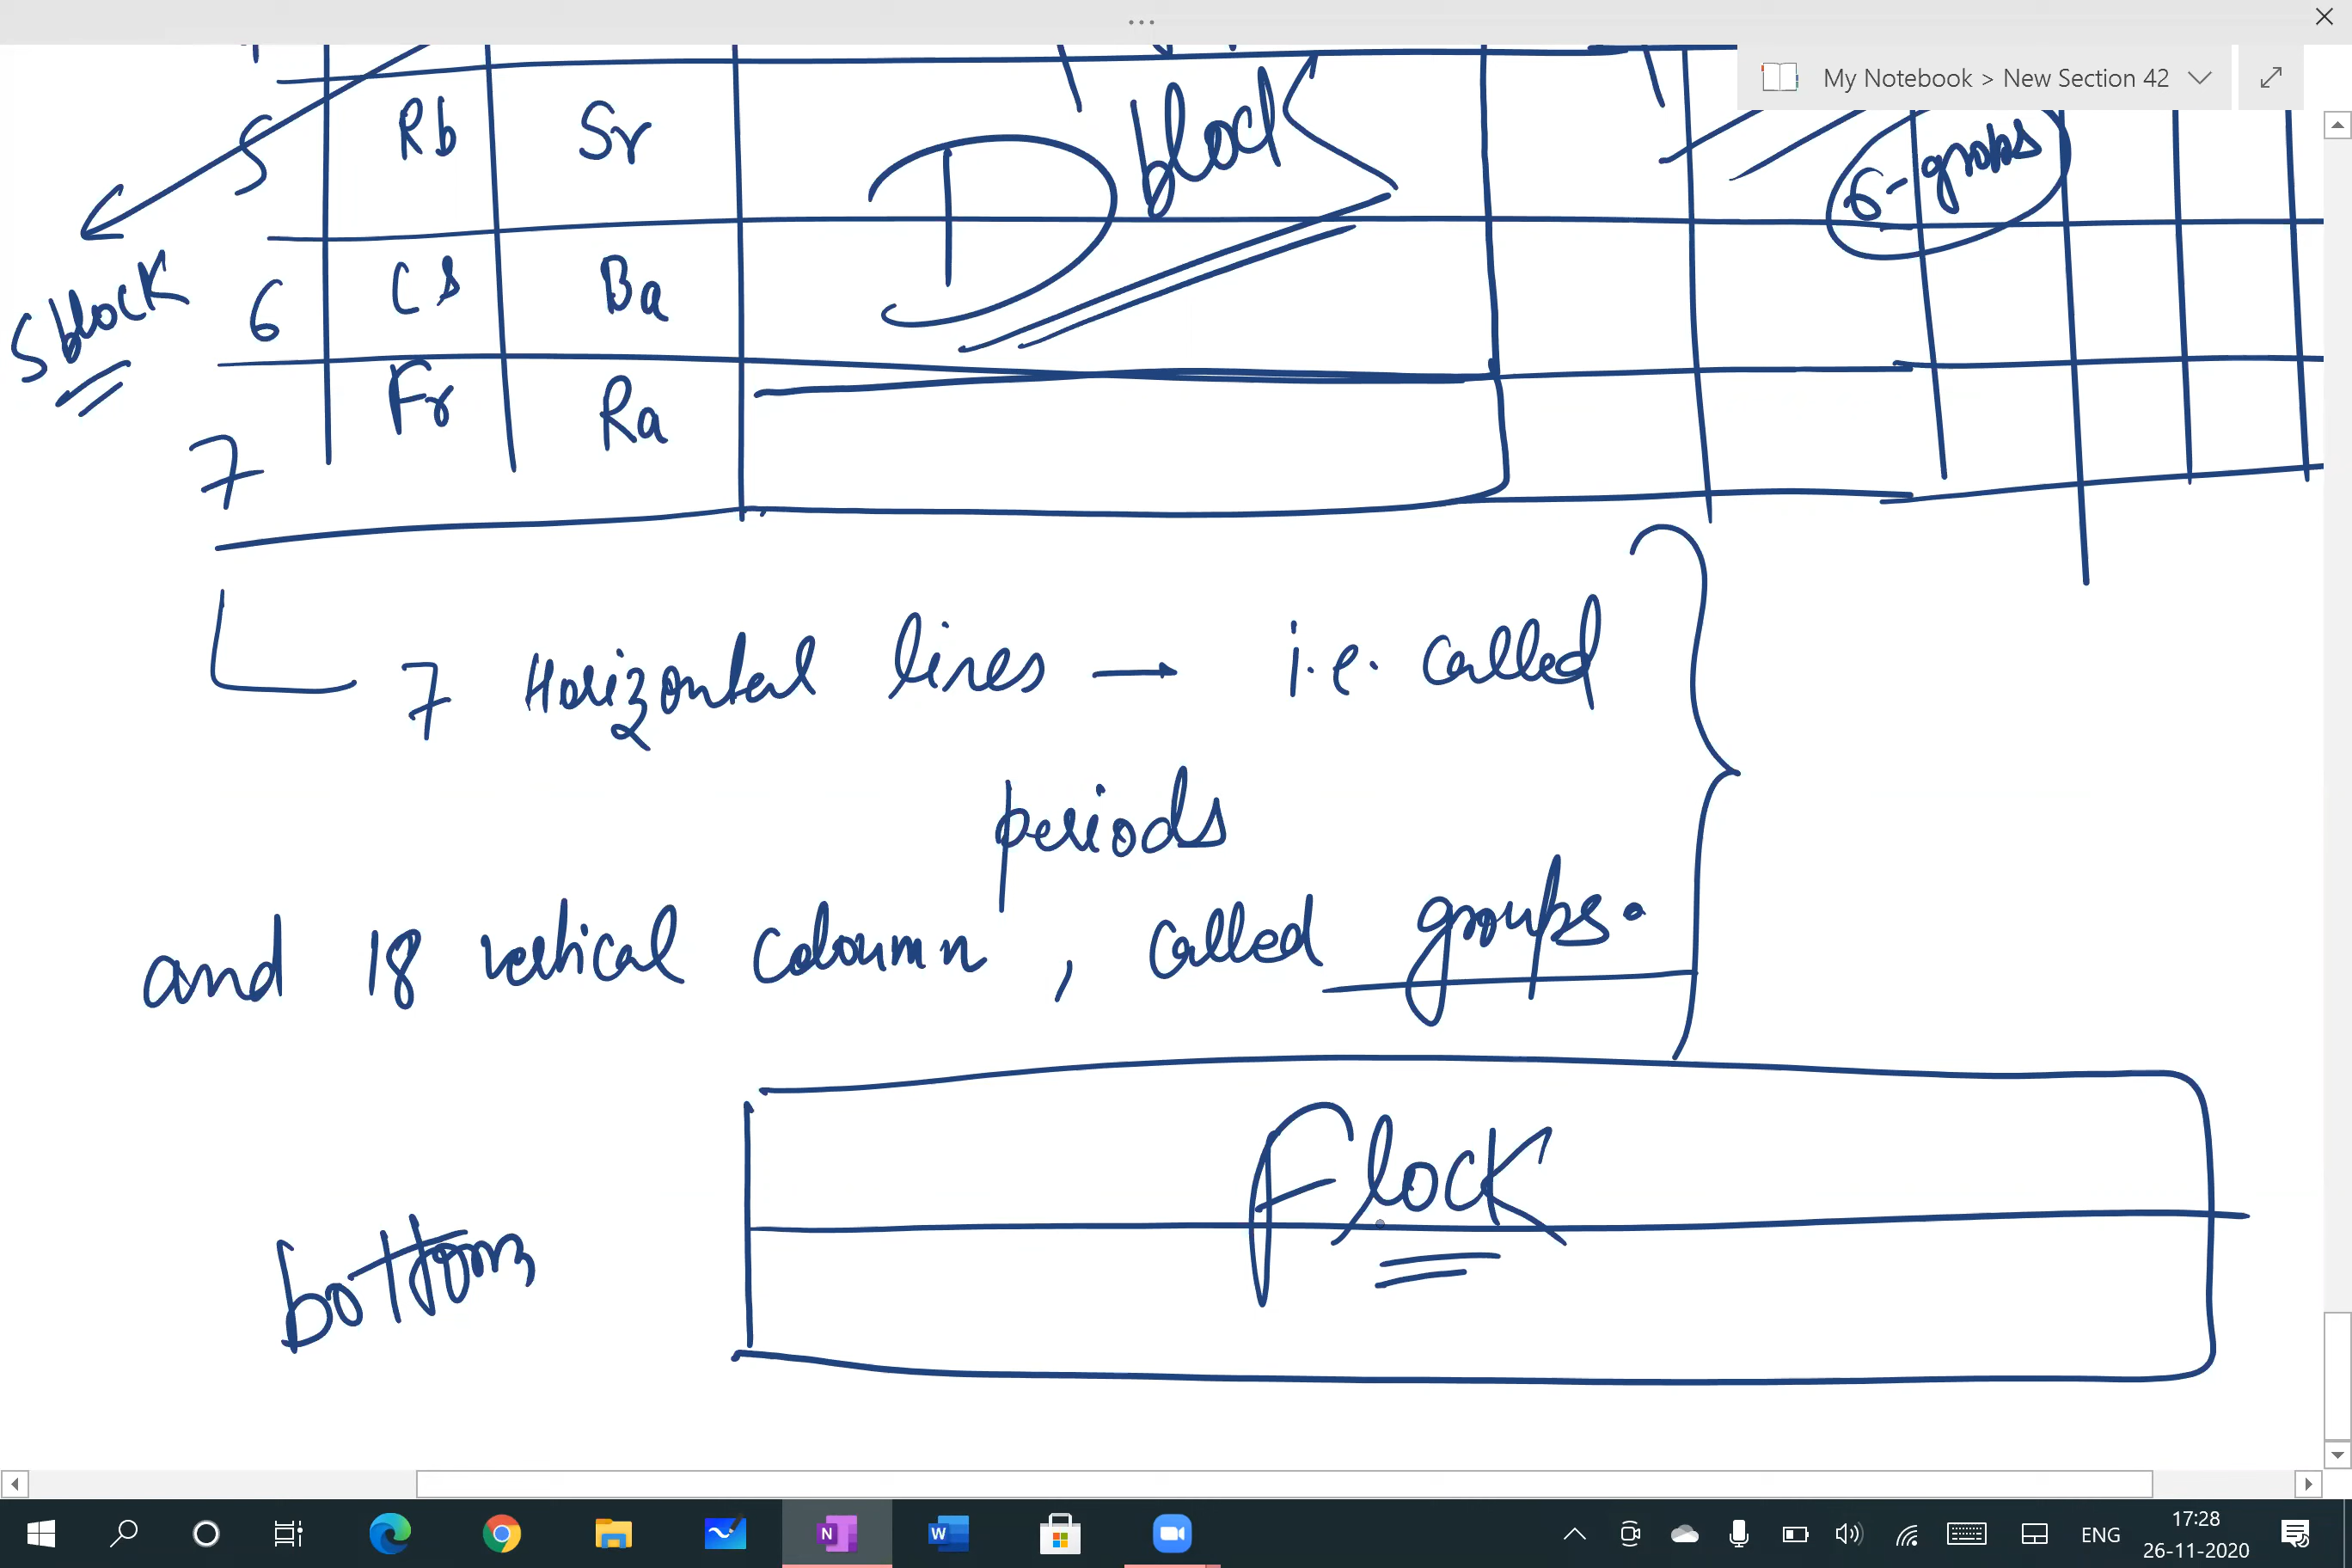 My Notebook > New Section 42
5 Rb Sr
D block
6-groups
S block
6 Cs Ba
7 Fr Ra
7 Horizontal lines → i.e. called
periods
and 18 vertical column, called groups.
F Lock
bottom
N
W
ENG
17:28
26-11-2020